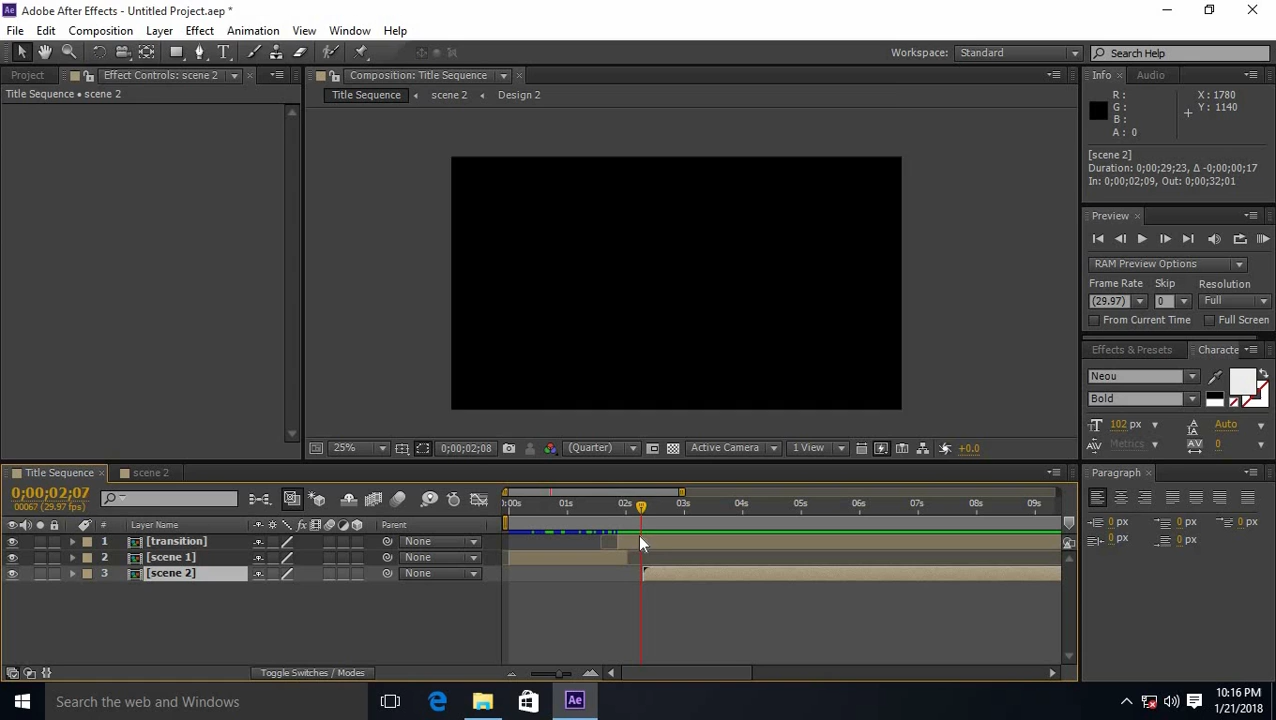 Adobe After Effects - Untitled Project.aep *
File Edit Composition Layer Effect Animation View Window Help
Workspace: Standard Search Help
Project Effect Controls: scene 2 Composition: Title Sequence Info Audio
Title Sequence • scene 2
Title Sequence scene 2 Design 2
R :
G :
B :
A : 0
X : 1780
Y : 1140
[scene 2]
Duration: 0;00;29;23, Δ -0;00;00;17
In: 0;00;02;09, Out: 0;00;32;01
Preview
RAM Preview Options
Frame Rate Skip Resolution
(29.97) 0 Full
From Current Time Full Screen
Effects & Presets Characte
Neou
Bold
102 px Auto
Metrics 0
25% 0;00;02;08 (Quarter) Active Camera 1 View +0.0
Title Sequence scene 2 Paragraph
0;00;02;07
00067 (29.97 fps)
0:00s 01s 02s 03s 04s 05s 06s 07s 08s 09s
# Layer Name Parent
1 [transition] None
2 [scene 1] None
3 [scene 2] None
0 px 0 px 0 px
0 px 0 px
Toggle Switches / Modes
Search the web and Windows
10:16 PM
1/21/2018